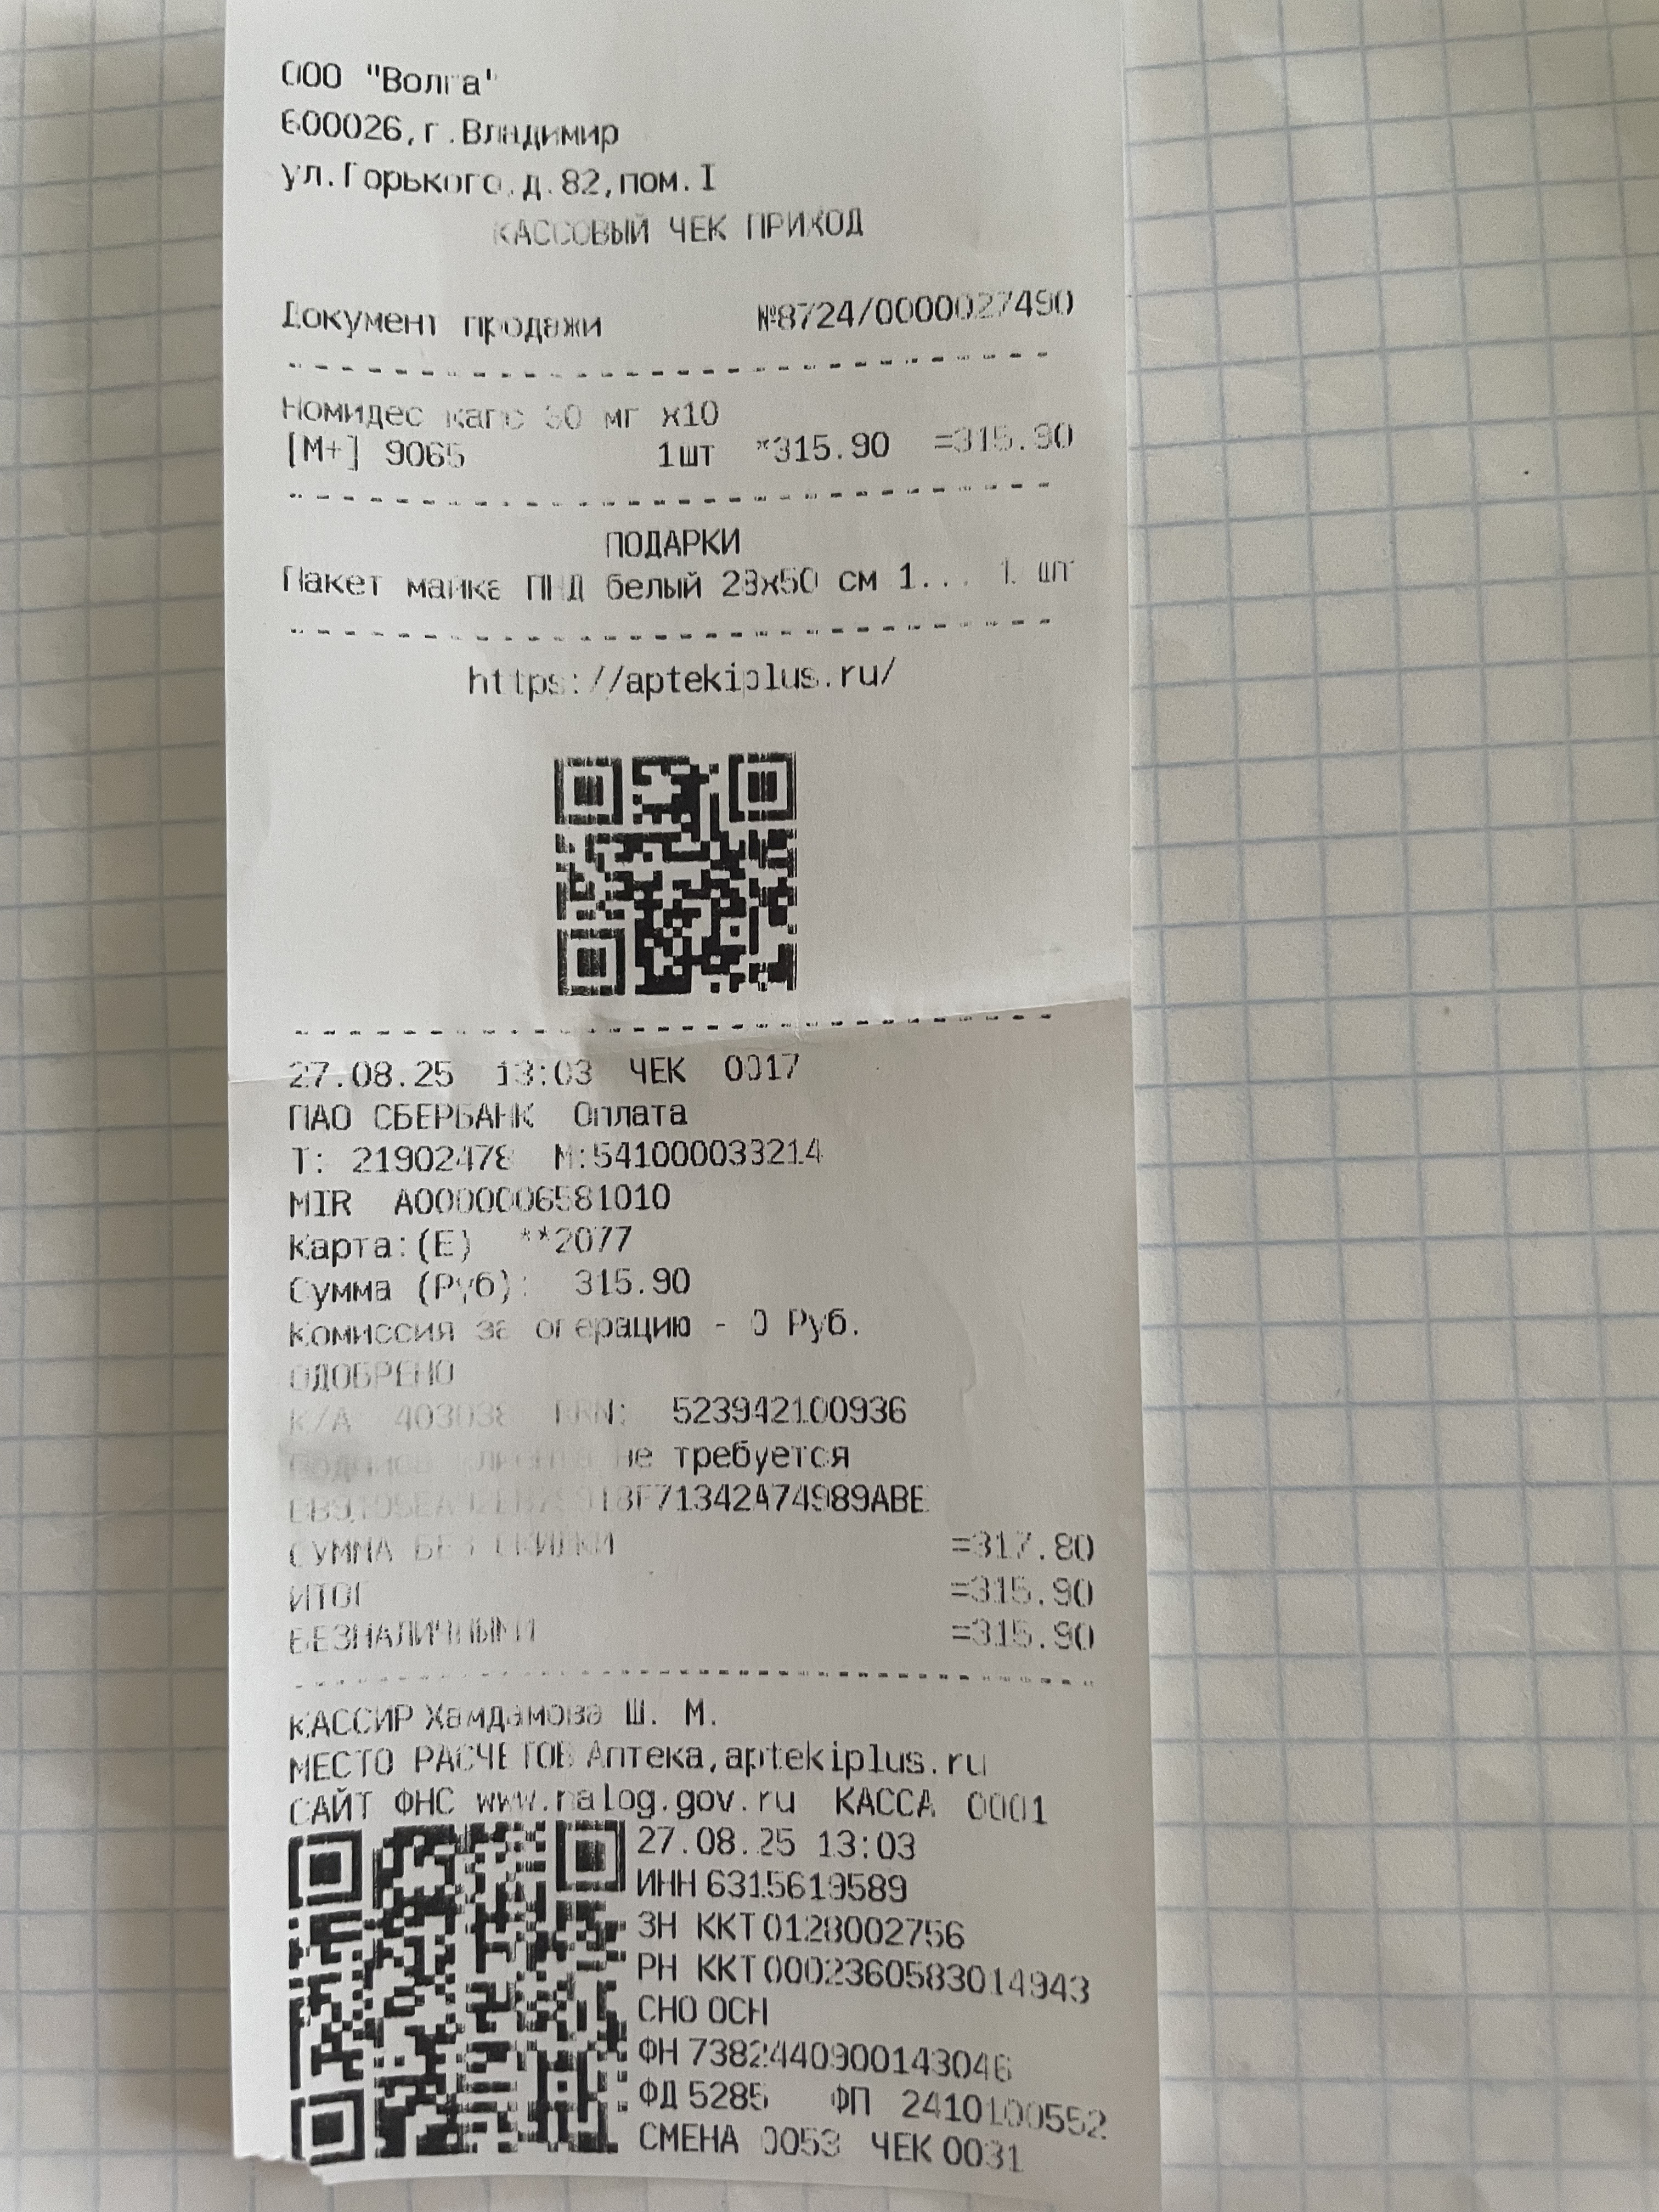 ООО "Волга"
600026,г.Владимир
ул.Горького,д.82,пом.I
КАССОВЫЙ ЧЕК ПРИХОД
Документ продажи №8724/0000027490
Номидес капс 30 мг х10
[М+] 9065 1шт *315.90 =315.90
ПОДАРКИ
Пакет майка ПНД белый 28х50 см 1... 1 шт
https://aptekiplus.ru/
27.08.25 13:03 ЧЕК 0017
ПАО СБЕРБАНК Оплата
Т: 21902478 М:541000033214
MIR A0000006581010
Карта:(E) **2077
Сумма (Руб): 315.90
Комиссия за операцию - 0 Руб.
ОДОБРЕНО
К/А 403038 RRN: 523942100936
Подпись клиента не требуется
СУММА БЕЗ СКИДКИ =317.80
ИТОГ =315.90
БЕЗНАЛИЧНЫМИ =315.90
КАССИР Хамдамова Ш. М.
МЕСТО РАСЧЕТОВ Аптека,aptekiplus.ru
САЙТ ФНС www.nalog.gov.ru КАССА 0001
27.08.25 13:03
ИНН 6315619589
ЗН ККТ 0128002756
РН ККТ 0002360583014943
СНО ОСН
ФН 7382440900143046
ФД 5285 ФП 2410100552
СМЕНА 0053 ЧЕК 0031